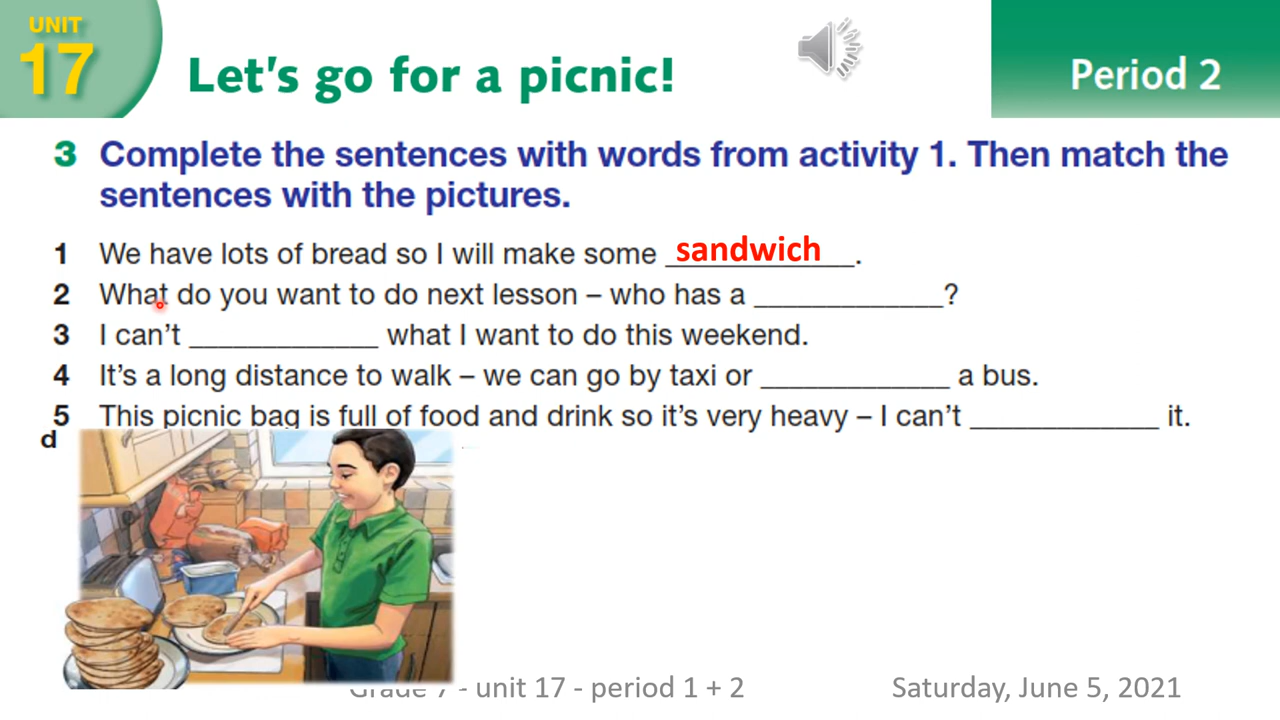 UNIT
17
Let's go for a picnic!
Period 2
3 Complete the sentences with words from activity 1. Then match the
sentences with the pictures.
1 We have lots of bread so I will make some sandwich.
2 What do you want to do next lesson – who has a ____________?
3 I can't ____________ what I want to do this weekend.
4 It's a long distance to walk – we can go by taxi or ____________ a bus.
5 This picnic bag is full of food and drink so it's very heavy – I can't ____________ it.
d
Grade 7 - unit 17 - period 1 + 2
Saturday, June 5, 2021